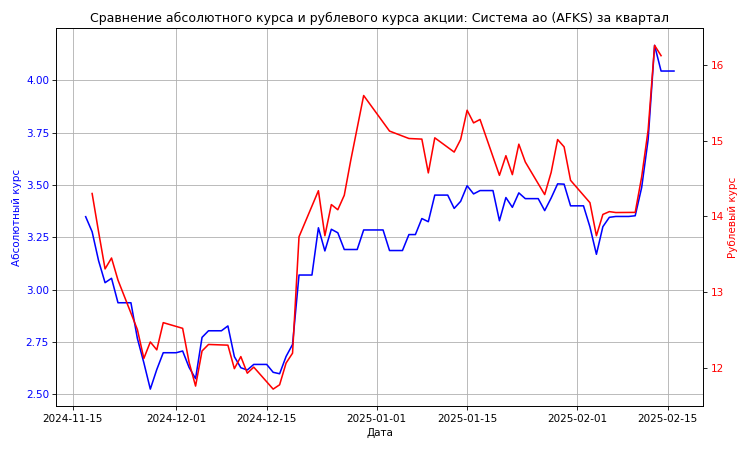 Сравнение абсолютного курса и рублевого курса акции: Система ао (AFKS) за квартал
Абсолютный курс
4.00
3.75
3.50
3.25
3.00
2.75
2.50
16
15
14
13
12
Рублевый курс
2024-11-15 2024-12-01 2024-12-15 2025-01-01 2025-01-15 2025-02-01 2025-02-15
Дата